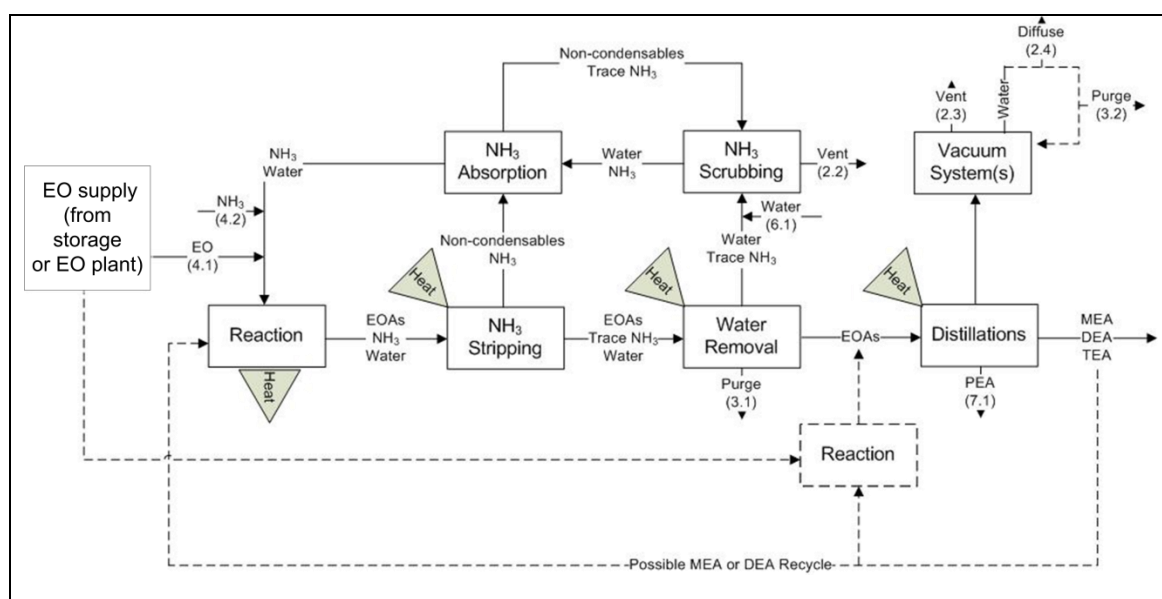 Diffuse
(2.4)
Non-condensables
Trace NH₃
Vent
(2.3)
Water
Purge
(3.2)
NH₃
Water
NH₃
Absorption
Water
NH₃
NH₃
Scrubbing
Vent
(2.2)
Vacuum
System(s)
EO supply
(from
storage
or EO plant)
NH₃
(4.2)
EO
(4.1)
Non-condensables
NH₃
Water
(6.1)
Water
Trace NH₃
Heat
Heat
Heat
Reaction
EOAs
NH₃
Water
NH₃
Stripping
EOAs
Trace NH₃
Water
Water
Removal
EOAs
Distillations
MEA
DEA
TEA
Heat
Purge
(3.1)
PEA
(7.1)
Reaction
Possible MEA or DEA Recycle